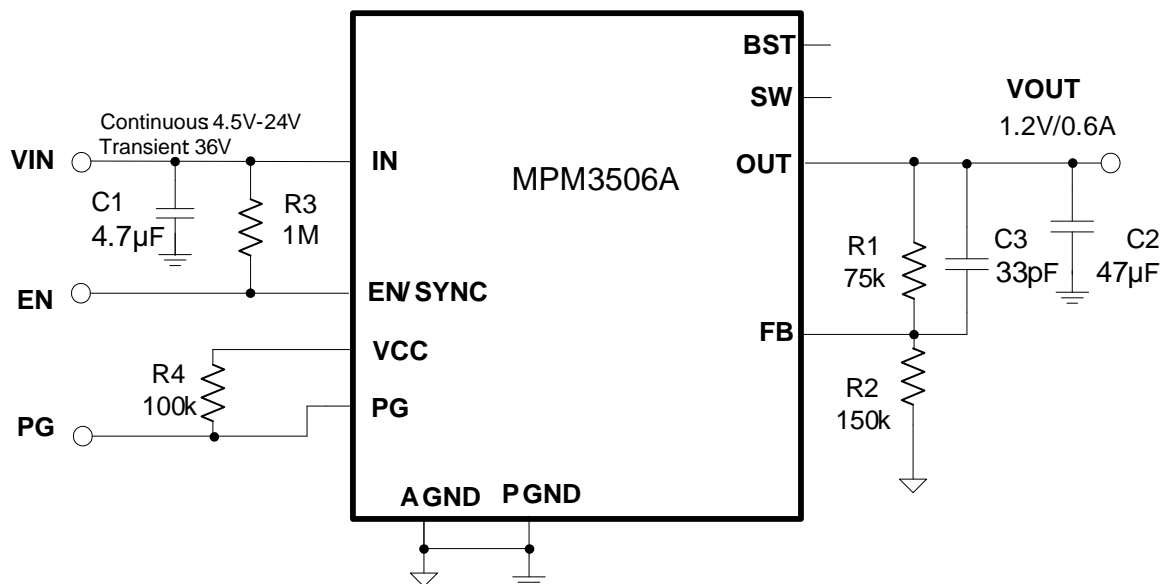 BST
SW
VOUT
1.2V/0.6A
Continuous: 4.5V-24V
Transient: 36V
VIN
IN
MPM3506A
OUT
C1
4.7µF
R3
1M
R1
75k
C3
33pF
C2
47µF
EN
EN/SYNC
FB
VCC
R4
100k
PG
PG
R2
150k
AGND
PGND